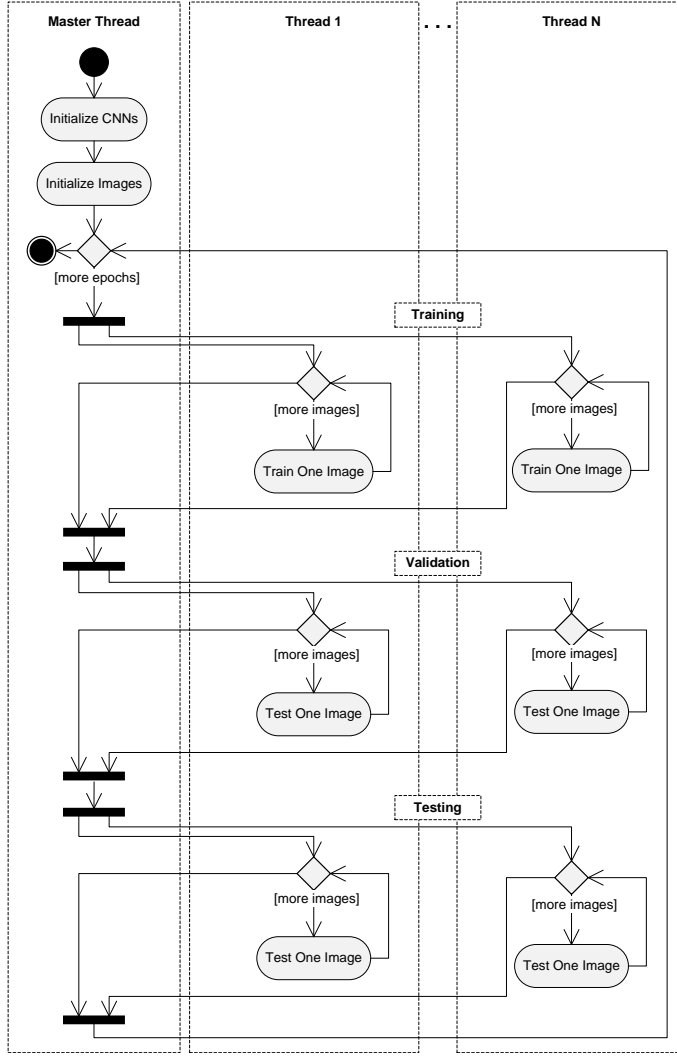 Master Thread
Thread 1
. . .
Thread N
Initialize CNNs
Initialize Images
[more epochs]
Training
[more images]
[more images]
Train One Image
Train One Image
Validation
[more images]
[more images]
Test One Image
Test One Image
Testing
[more images]
[more images]
Test One Image
Test One Image